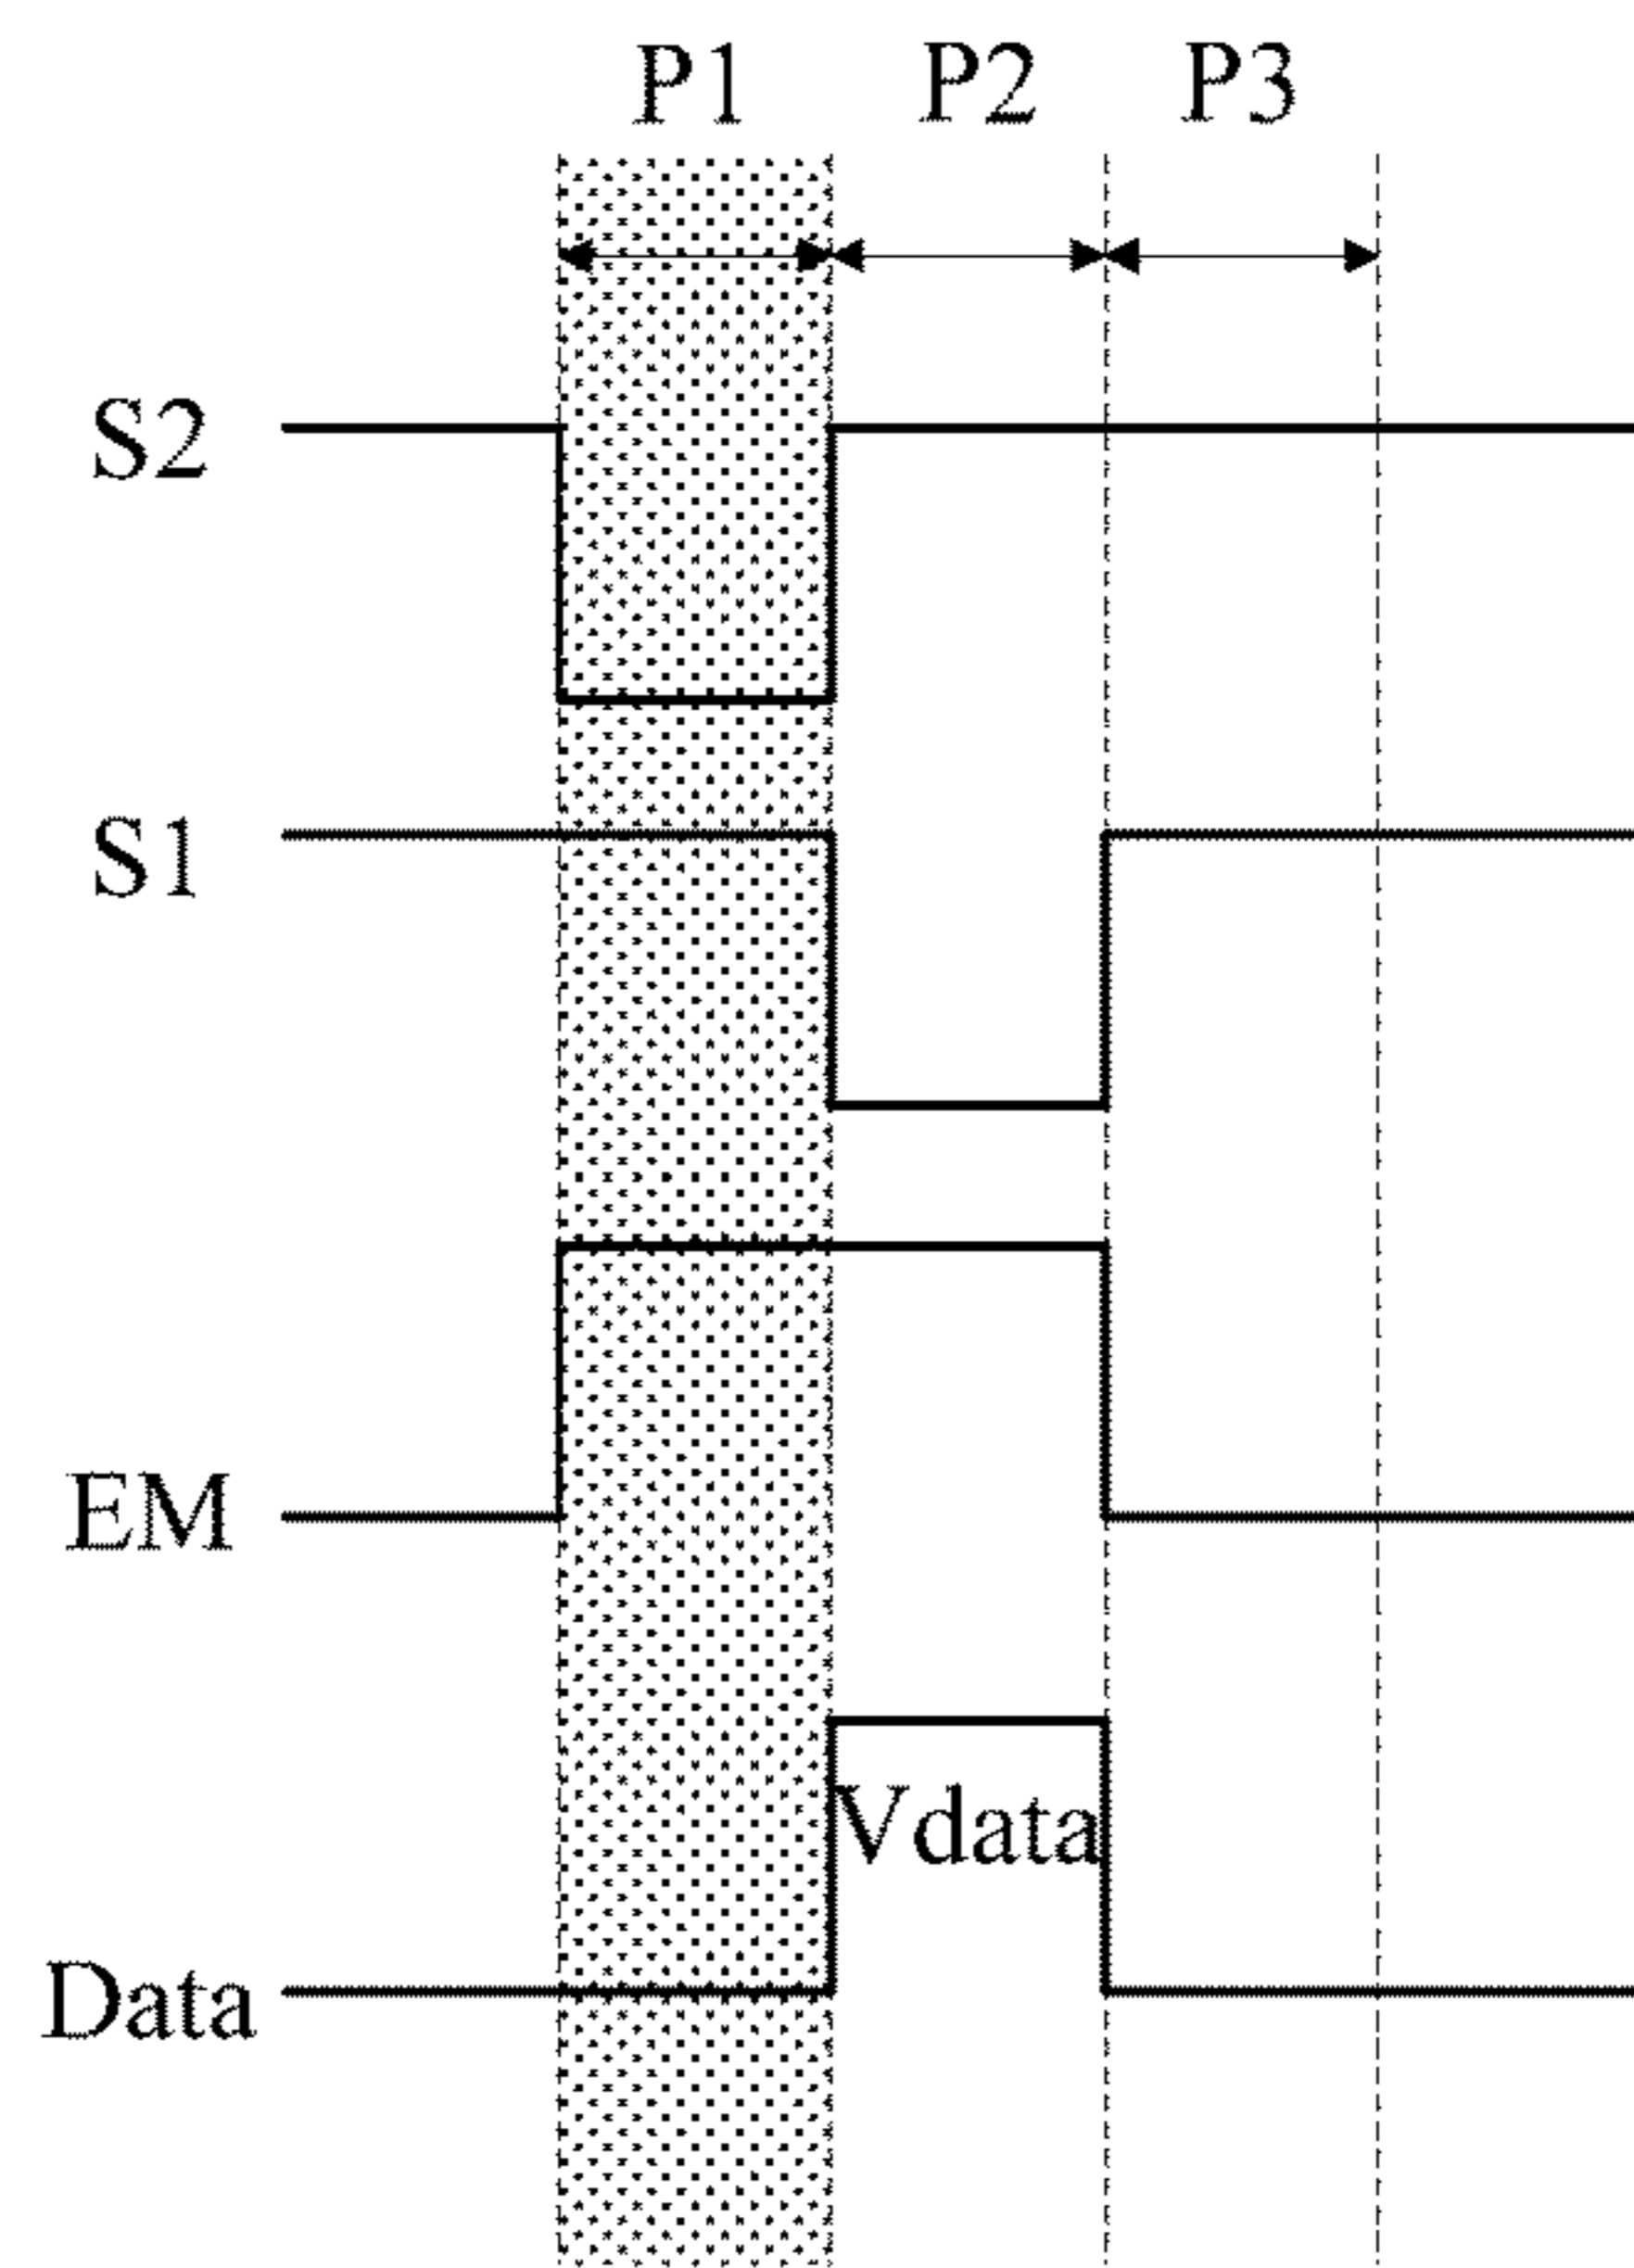 P1 P2 P3
S2
S1
EM
Vdata
Data